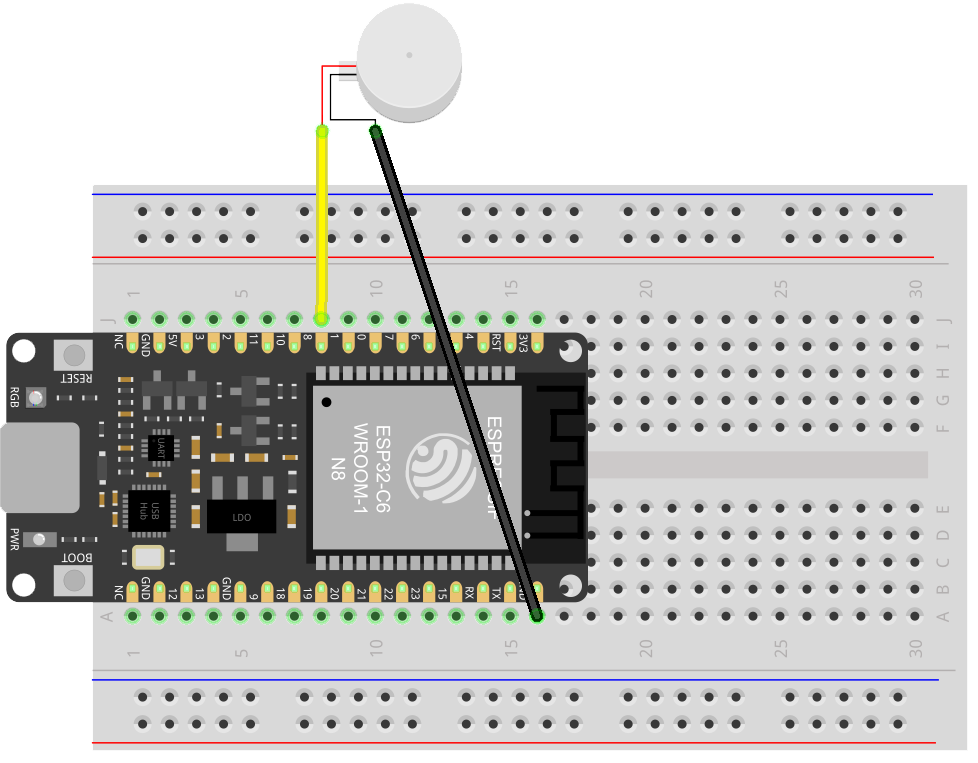 1 5 10 15 20 25 30
J J
NC GND 5V 3 2 11 10 8 1 0 7 6 4 RST 3V3
I
H
G
F
RESET
RGB
UART
USB
Hub
LDO
ESP32-C6
WROOM-1
N8
PWR
BOOT
E
D
C
B
NC GND 12 13 GND 9 18 19 20 21 22 23 15 RX TX
A A
1 5 10 15 20 25 30